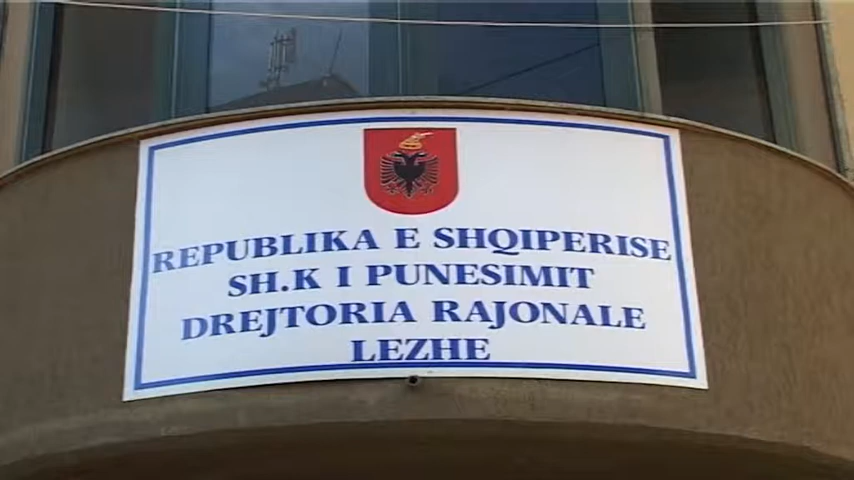 REPUBLIKA E SHQIPERISE
SH.K I PUNESIMIT
DREJTORIA RAJONALE
LEZHE